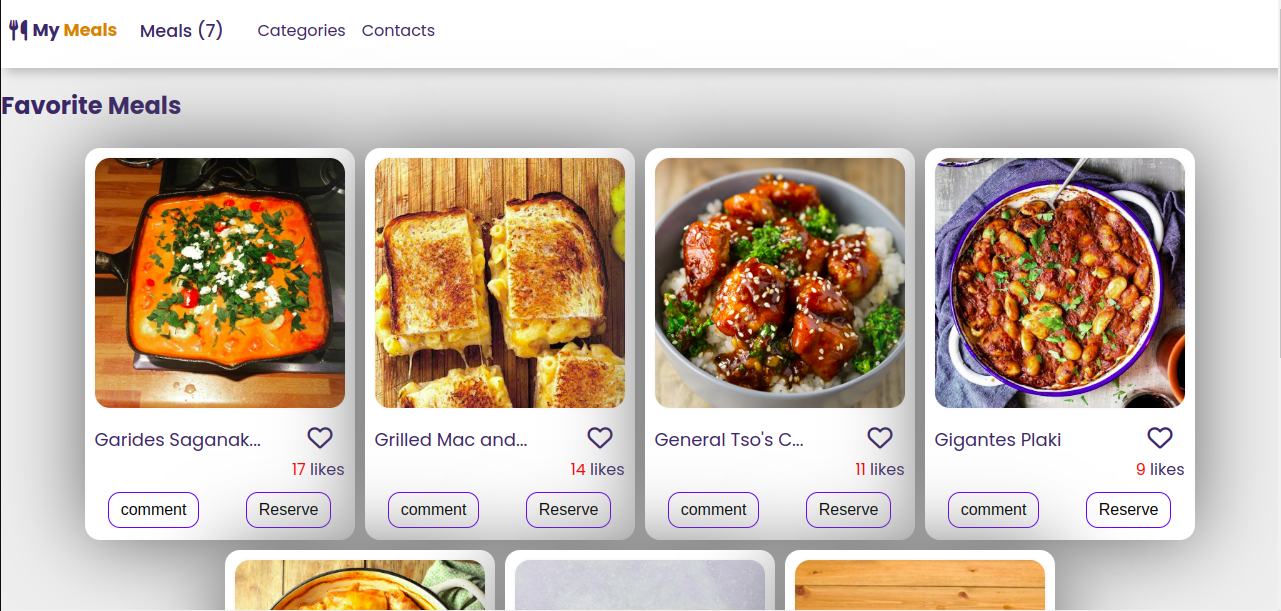 My Meals Meals (7) Categories Contacts
Favorite Meals
Garides Saganak... Grilled Mac and... General Tso's C... Gigantes Plaki
17 likes 14 likes 11 likes 9 likes
comment Reserve comment Reserve comment Reserve comment Reserve